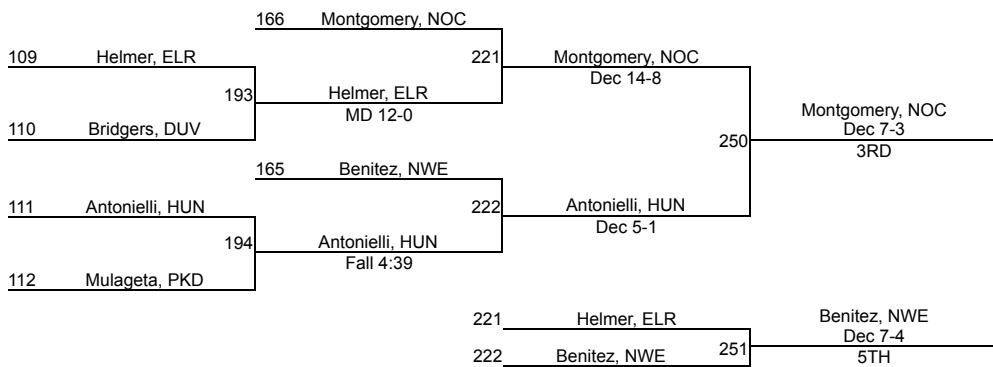 166 Montgomery, NOC
109 Helmer, ELR
221 Montgomery, NOC
Dec 14-8
193 Helmer, ELR
MD 12-0
110 Bridgers, DUV
Montgomery, NOC
Dec 7-3
250 3RD
165 Benitez, NWE
111 Antonielli, HUN
222 Antonielli, HUN
Dec 5-1
194 Antonielli, HUN
Fall 4:39
112 Mulageta, PKD
221 Helmer, ELR
Benitez, NWE
Dec 7-4
222 Benitez, NWE
251 5TH